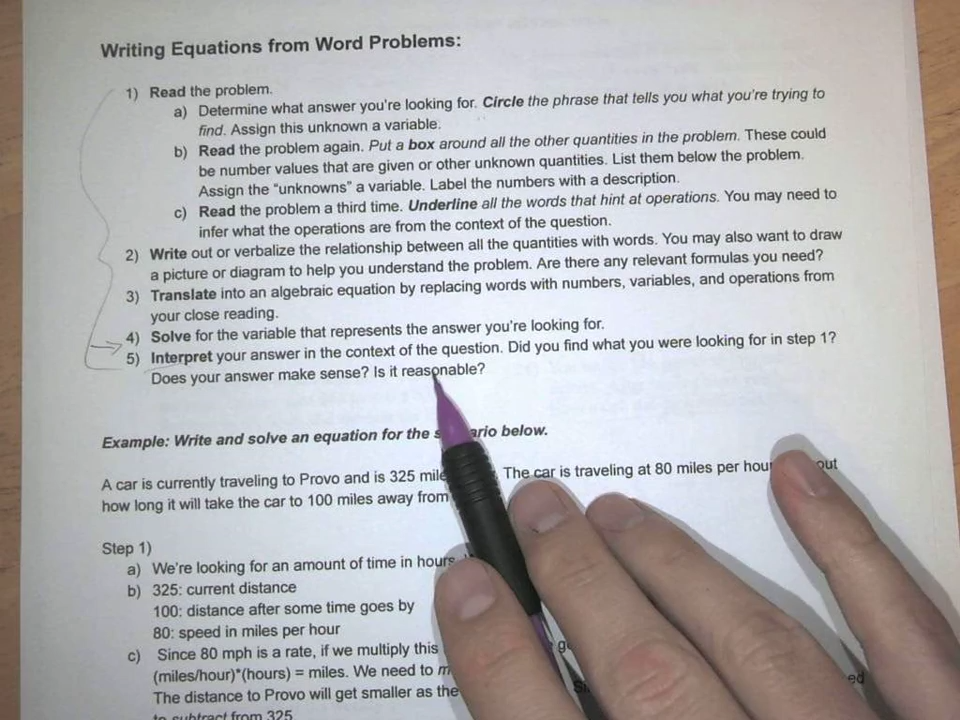 Writing Equations from Word Problems:
1) Read the problem.
a) Determine what answer you're looking for. Circle the phrase that tells you what you're trying to
find. Assign this unknown a variable.
b) Read the problem again. Put a box around all the other quantities in the problem. These could
be number values that are given or other unknown quantities. List them below the problem.
Assign the “unknowns” a variable. Label the numbers with a description.
c) Read the problem a third time. Underline all the words that hint at operations. You may need to
infer what the operations are from the context of the question.
2) Write out or verbalize the relationship between all the quantities with words. You may also want to draw
a picture or diagram to help you understand the problem. Are there any relevant formulas you need?
3) Translate into an algebraic equation by replacing words with numbers, variables, and operations from
your close reading.
4) Solve for the variable that represents the answer you're looking for.
5) Interpret your answer in the context of the question. Did you find what you were looking for in step 1?
Does your answer make sense? Is it reasonable?
Example: Write and solve an equation for the below.
A car is currently traveling to Provo and is 325 The car is traveling at 80 miles per
how long it will take the car to 100 miles away from
Step 1)
a) We're looking for an amount of time in hours
b) 325: current distance
100: distance after some time goes by
80: speed in miles per hour
c) Since 80 mph is a rate, if we multiply this
(miles/hour)*(hours) = miles. We need to
The distance to Provo will get smaller as the
to subtract from 325